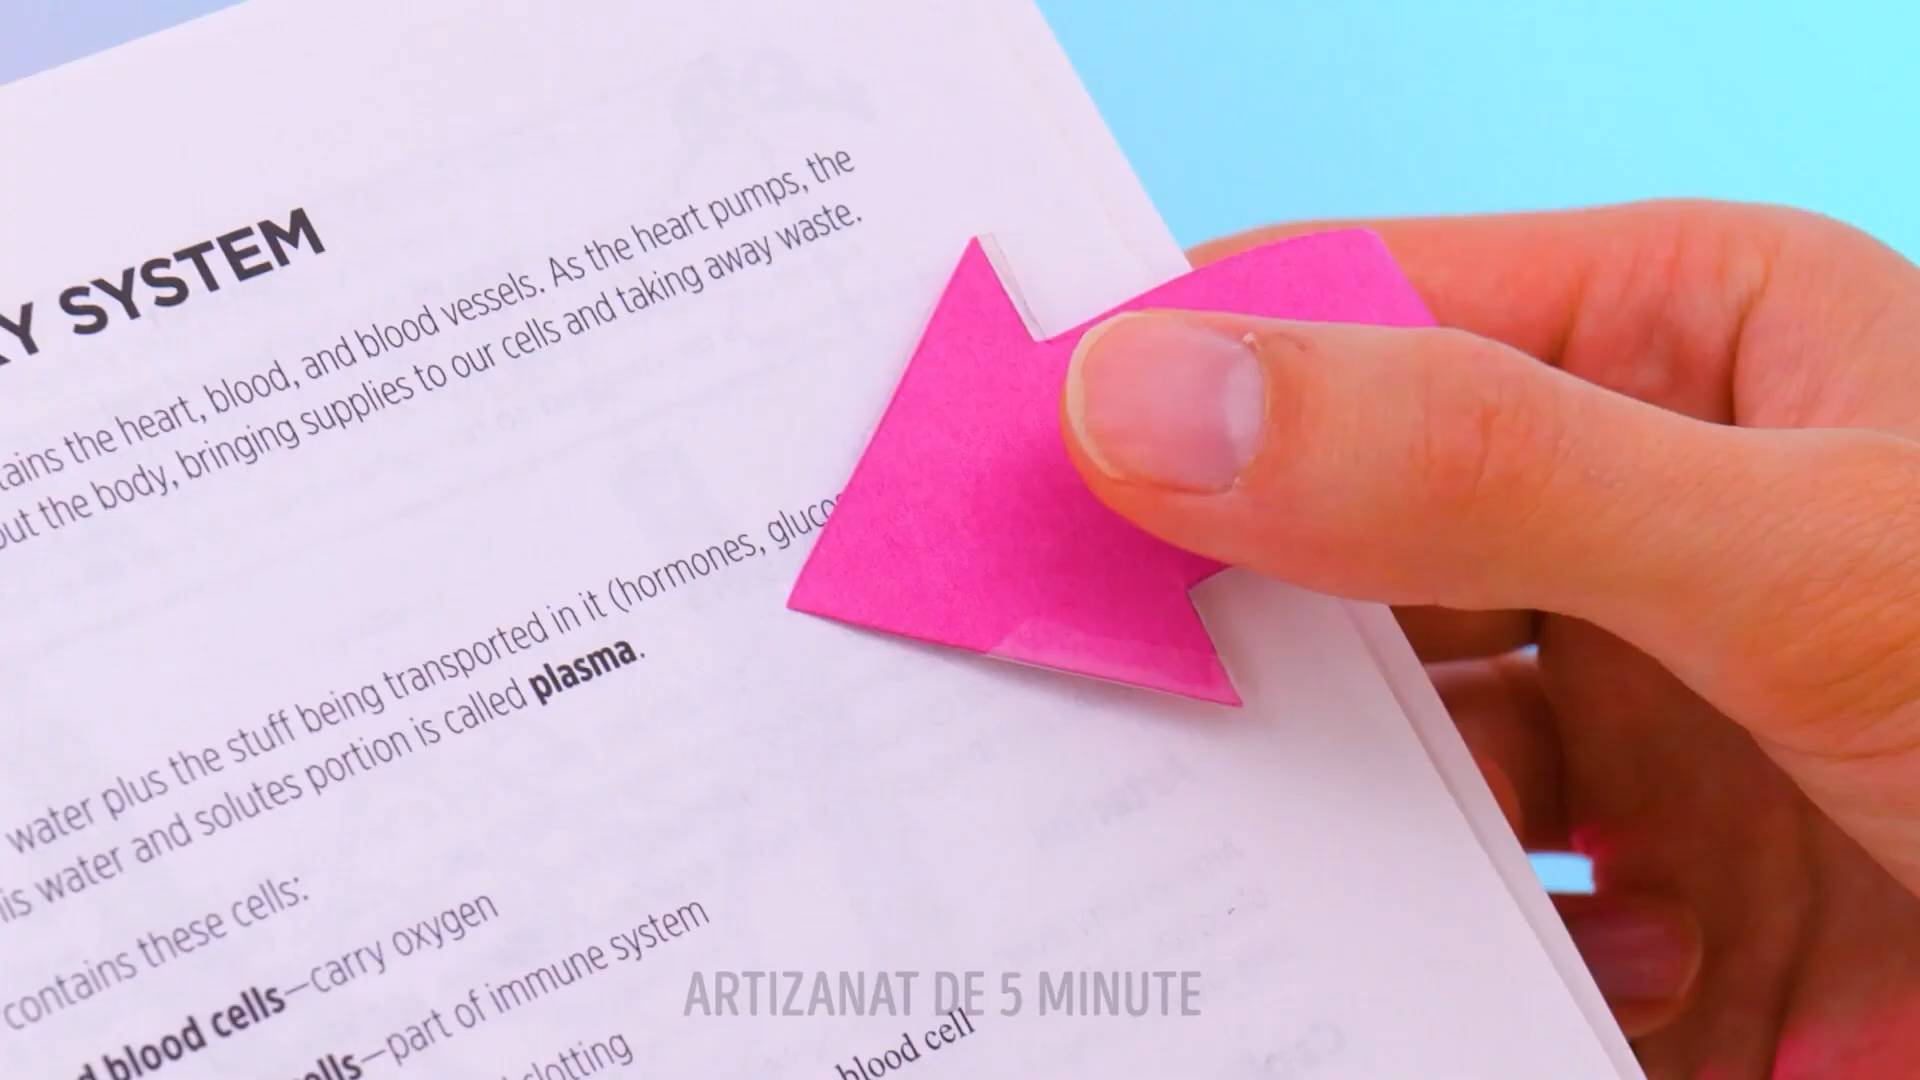 Y SYSTEM
tains the heart, blood, and blood vessels. As the heart pumps, the
out the body, bringing supplies to our cells and taking away waste.
water plus the stuff being transported in it (hormones, gluco
his water and solutes portion is called plasma.
contains these cells:
d blood cells—carry oxygen
ells—part of immune system
clotting
blood cell
ARTIZANAT DE 5 MINUTE